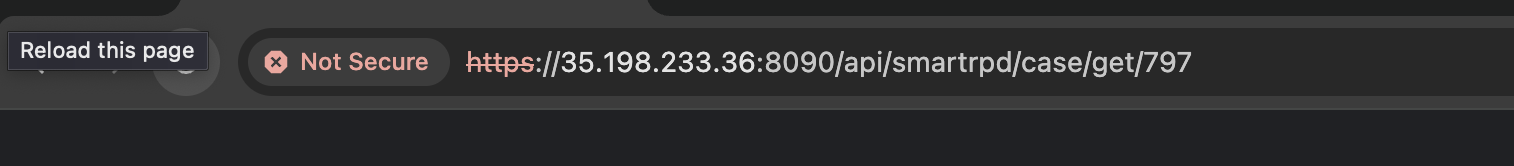 Reload this page
Not Secure https://35.198.233.36:8090/api/smartrpd/case/get/797